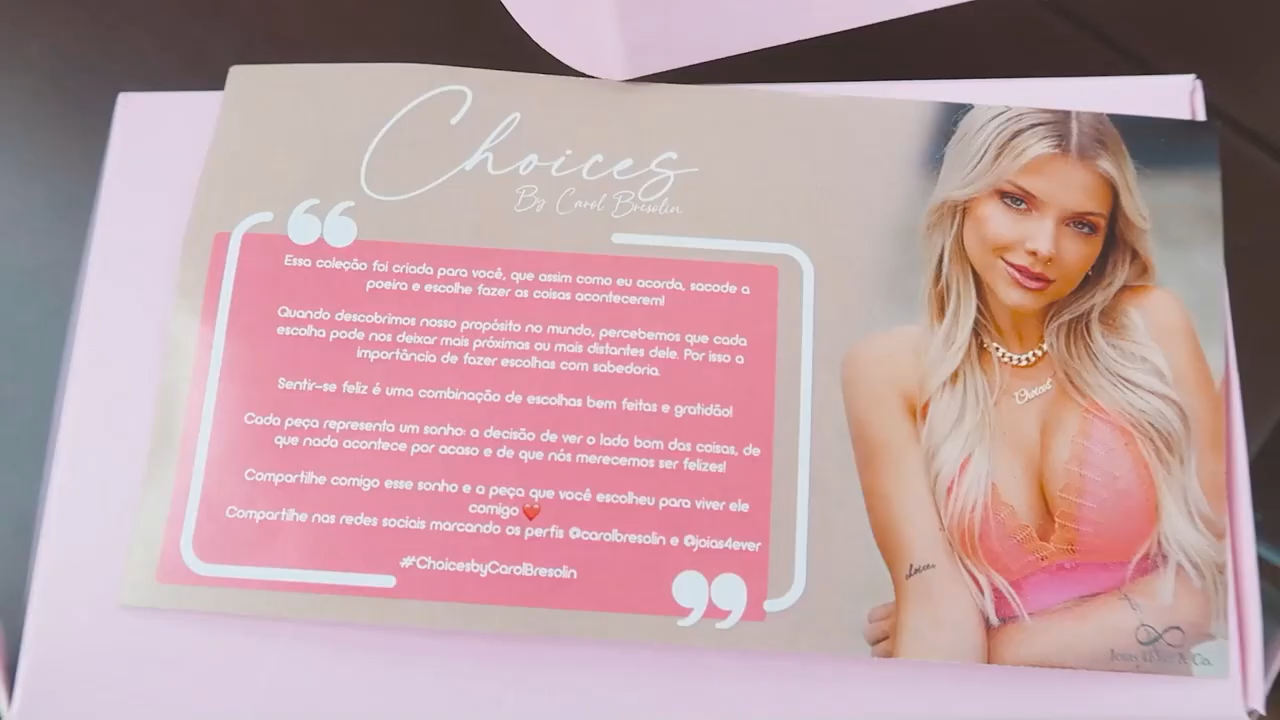 Choices
By Carol Bresolin
Essa coleção foi criada para você, que assim como eu acorda, sacode a
poeira e escolhe fazer as coisas acontecerem!
Quando descobrimos nosso propósito no mundo, percebemos que cada
escolha pode nos deixar mais próximas ou mais distantes dele. Por isso a
importância de fazer escolhas com sabedoria.
Sentir-se feliz é uma combinação de escolhas bem feitas e gratidão!
Cada peça representa um sonho: a decisão de ver o lado bom das coisas, de
que nada acontece por acaso e de que nós merecemos ser felizes!
Compartilhe comigo esse sonho e a peça que você escolheu para viver ele
comigo ❤️
Compartilhe nas redes sociais marcando os perfis @carolbresolin e @joias4ever
#ChoicesbyCarolBresolin
Choices
choices
& Co.